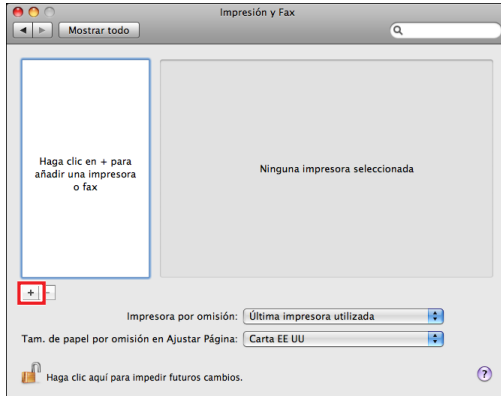 Impresión y Fax
Mostrar todo
Haga clic en + para
añadir una impresora
o fax
Ninguna impresora seleccionada
+ −
Impresora por omisión: Última impresora utilizada
Tam. de papel por omisión en Ajustar Página: Carta EE UU
Haga clic aquí para impedir futuros cambios.
?